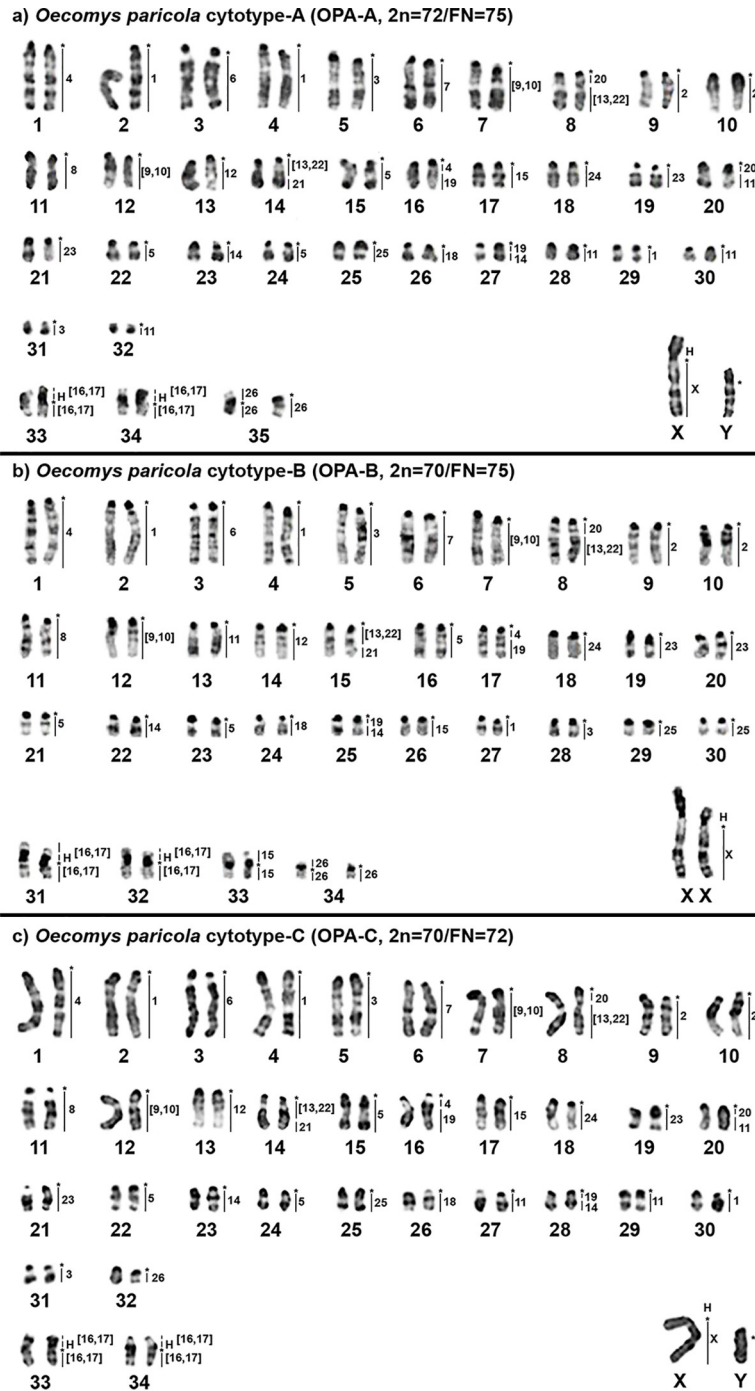 a) Oecomys paricola cytotype-A (OPA-A, 2n=72/FN=75)
4 1 6 1 3 7 [9,10] 20 [13,22] 2 2
1 2 3 4 5 6 7 8 9 10
8 [9,10] 12 [13,22] 21 5 4 19 15 24 23 20 11
11 12 13 14 15 16 17 18 19 20
23 5 14 5 25 18 19 14 11 1 11
21 22 23 24 25 26 27 28 29 30
3 11
31 32
H [16,17] [16,17] H [16,17] [16,17] 26 26 26 H X
33 34 35 X Y
b) Oecomys paricola cytotype-B (OPA-B, 2n=70/FN=75)
4 1 6 1 3 7 [9,10] 20 [13,22] 2 2
1 2 3 4 5 6 7 8 9 10
8 [9,10] 11 12 [13,22] 21 5 4 19 24 23 23
11 12 13 14 15 16 17 18 19 20
5 14 5 18 19 14 15 1 3 25 25
21 22 23 24 25 26 27 28 29 30
H [16,17] [16,17] H [16,17] [16,17] 15 15 26 26 26 H X
31 32 33 34 X X
c) Oecomys paricola cytotype-C (OPA-C, 2n=70/FN=72)
4 1 6 1 3 7 [9,10] 20 [13,22] 2 2
1 2 3 4 5 6 7 8 9 10
8 [9,10] 12 [13,22] 21 5 4 19 15 24 23 20 11
11 12 13 14 15 16 17 18 19 20
23 5 14 5 25 18 11 19 14 11 1
21 22 23 24 25 26 27 28 29 30
3 26
31 32
H [16,17] [16,17] H [16,17] [16,17] H X
33 34 X Y